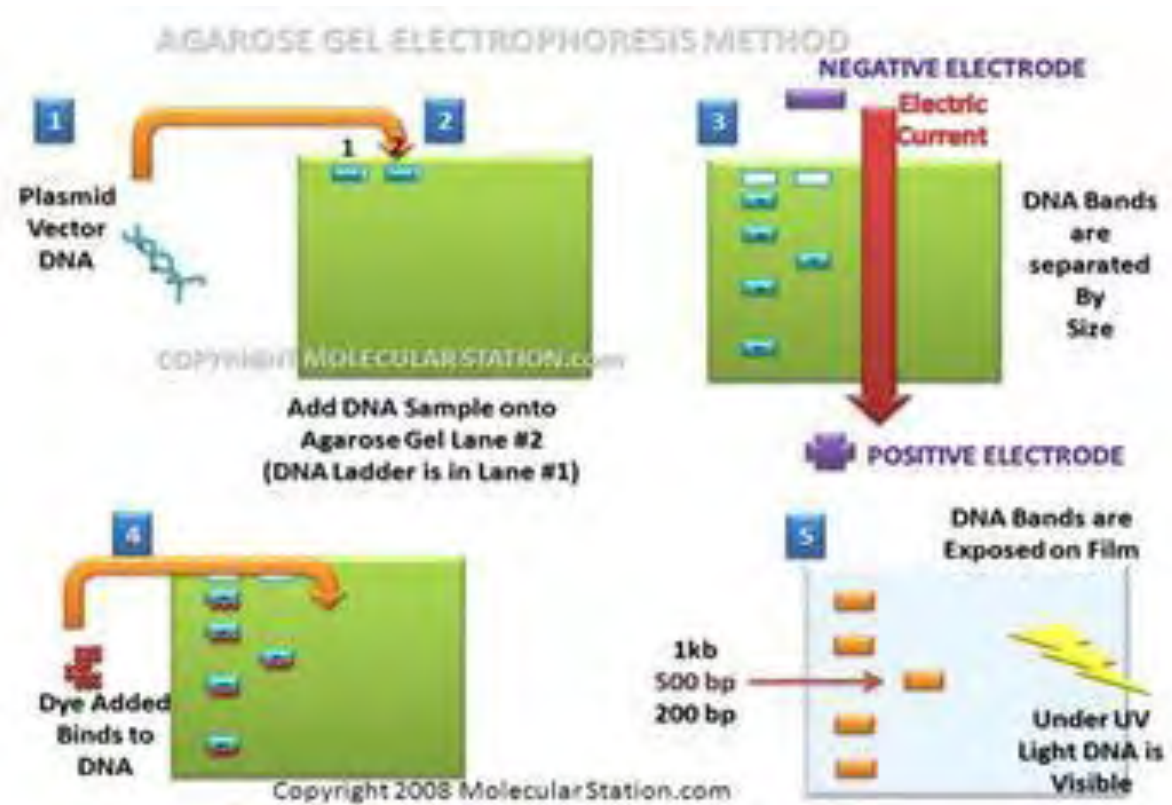 AGAROSE GEL ELECTROPHORESIS METHOD
1
Plasmid
Vector
DNA
2
1 2
COPYRIGHT MOLECULAR STATION.com
Add DNA Sample onto
Agarose Gel Lane #2
(DNA Ladder is in Lane #1)
3
NEGATIVE ELECTRODE
Electric
Current
DNA Bands
are
separated
By
Size
POSITIVE ELECTRODE
4
Dye Added
Binds to
DNA
5
DNA Bands are
Exposed on Film
1kb
500 bp
200 bp
Under UV
Light DNA is
Visible
Copyright 2008 MolecularStation.com